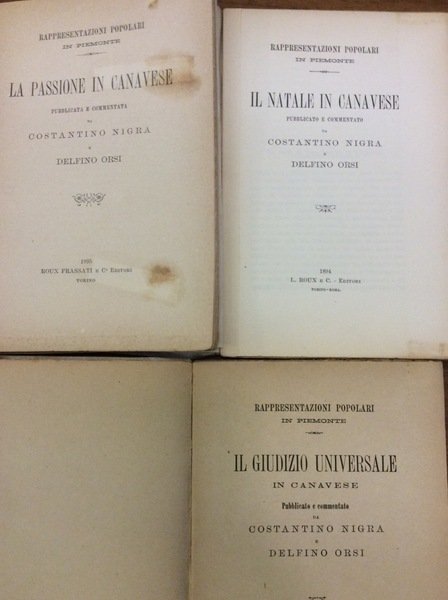 RAPPRESENTAZIONI POPOLARI
IN PIEMONTE
LA PASSIONE IN CANAVESE
PUBBLICATA E COMMENTATA
DA
COSTANTINO NIGRA
E
DELFINO ORSI
1895
ROUX FRASSATI E Cº EDITORI
TORINO
RAPPRESENTAZIONI POPOLARI
IN PIEMONTE
IL NATALE IN CANAVESE
PUBBLICATO E COMMENTATO
DA
COSTANTINO NIGRA
E
DELFINO ORSI
1894
L. ROUX E C. - EDITORI
TORINO-ROMA.
RAPPRESENTAZIONI POPOLARI
IN PIEMONTE
IL GIUDIZIO UNIVERSALE
IN CANAVESE
Pubblicato e commentato
DA
COSTANTINO NIGRA
E
DELFINO ORSI